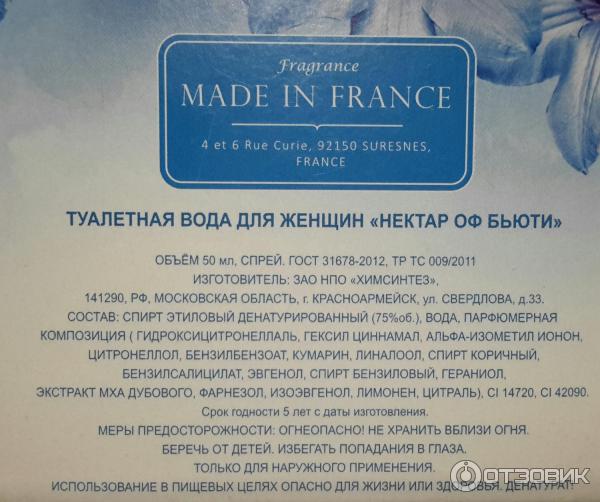 Fragrance
MADE IN FRANCE
4 et 6 Rue Curie, 92150 SURESNES,
FRANCE
ТУАЛЕТНАЯ ВОДА ДЛЯ ЖЕНЩИН «НЕКТАР ОФ БЬЮТИ»
ОБЪЁМ 50 мл, СПРЕЙ. ГОСТ 31678-2012, ТР ТС 009/2011
ИЗГОТОВИТЕЛЬ: ЗАО НПО «ХИМСИНТЕЗ»,
141290, РФ, МОСКОВСКАЯ ОБЛАСТЬ, г. КРАСНОАРМЕЙСК, ул. СВЕРДЛОВА, д.33.
СОСТАВ: СПИРТ ЭТИЛОВЫЙ ДЕНАТУРИРОВАННЫЙ (75%об.), ВОДА, ПАРФЮМЕРНАЯ
КОМПОЗИЦИЯ ( ГИДРОКСИЦИТРОНЕЛЛАЛЬ, ГЕКСИЛ ЦИННАМАЛ, АЛЬФА-ИЗОМЕТИЛ ИОНОН,
ЦИТРОНЕЛЛОЛ, БЕНЗИЛБЕНЗОАТ, КУМАРИН, ЛИНАЛООЛ, СПИРТ КОРИЧНЫЙ,
БЕНЗИЛСАЛИЦИЛАТ, ЭВГЕНОЛ, СПИРТ БЕНЗИЛОВЫЙ, ГЕРАНИОЛ,
ЭКСТРАКТ МХА ДУБОВОГО, ФАРНЕЗОЛ, ИЗОЭВГЕНОЛ, ЛИМОНЕН, ЦИТРАЛЬ), CI 14720, CI 42090.
Срок годности 5 лет с даты изготовления.
МЕРЫ ПРЕДОСТОРОЖНОСТИ: ОГНЕОПАСНО! НЕ ХРАНИТЬ ВБЛИЗИ ОГНЯ.
БЕРЕЧЬ ОТ ДЕТЕЙ. ИЗБЕГАТЬ ПОПАДАНИЯ В ГЛАЗА.
ТОЛЬКО ДЛЯ НАРУЖНОГО ПРИМЕНЕНИЯ.
ИСПОЛЬЗОВАНИЕ В ПИЩЕВЫХ ЦЕЛЯХ ОПАСНО ДЛЯ ЖИЗНИ ИЛИ ЗДОРОВЬЯ. ДЕНАТУРАТ!
ОТЗОВИК